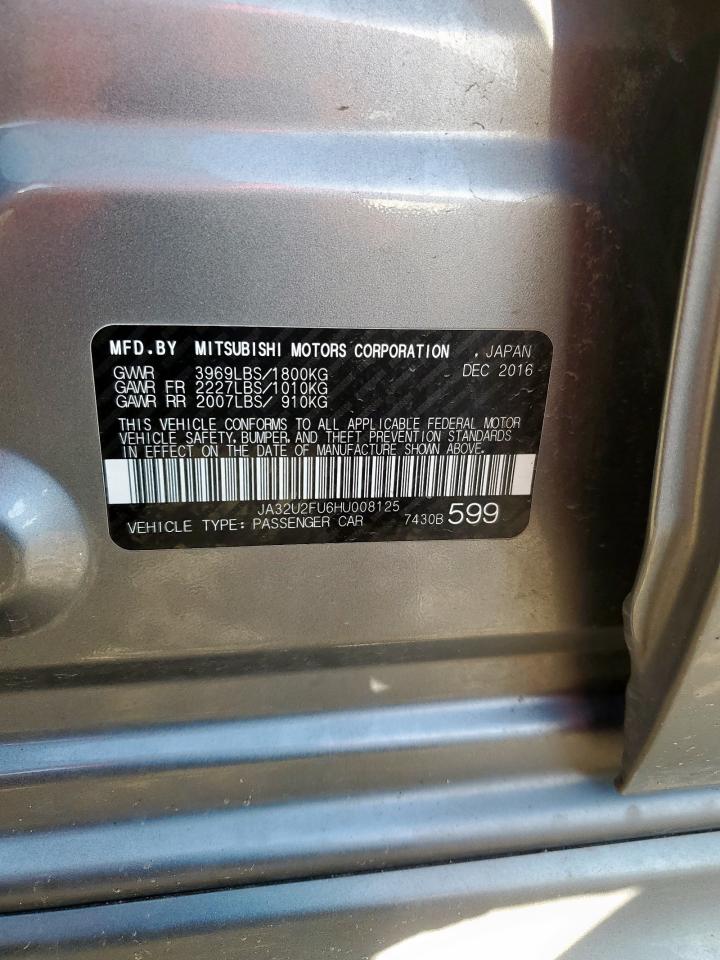 MFD.BY MITSUBISHI MOTORS CORPORATION , JAPAN
GVWR 3969LBS/1800KG DEC 2016
GAWR FR 2227LBS/1010KG
GAWR RR 2007LBS/ 910KG
THIS VEHICLE CONFORMS TO ALL APPLICABLE FEDERAL MOTOR
VEHICLE SAFETY, BUMPER, AND THEFT PREVENTION STANDARDS
IN EFFECT ON THE DATE OF MANUFACTURE SHOWN ABOVE.
JA32U2FU6HU008125
VEHICLE TYPE: PASSENGER CAR 7430B 599